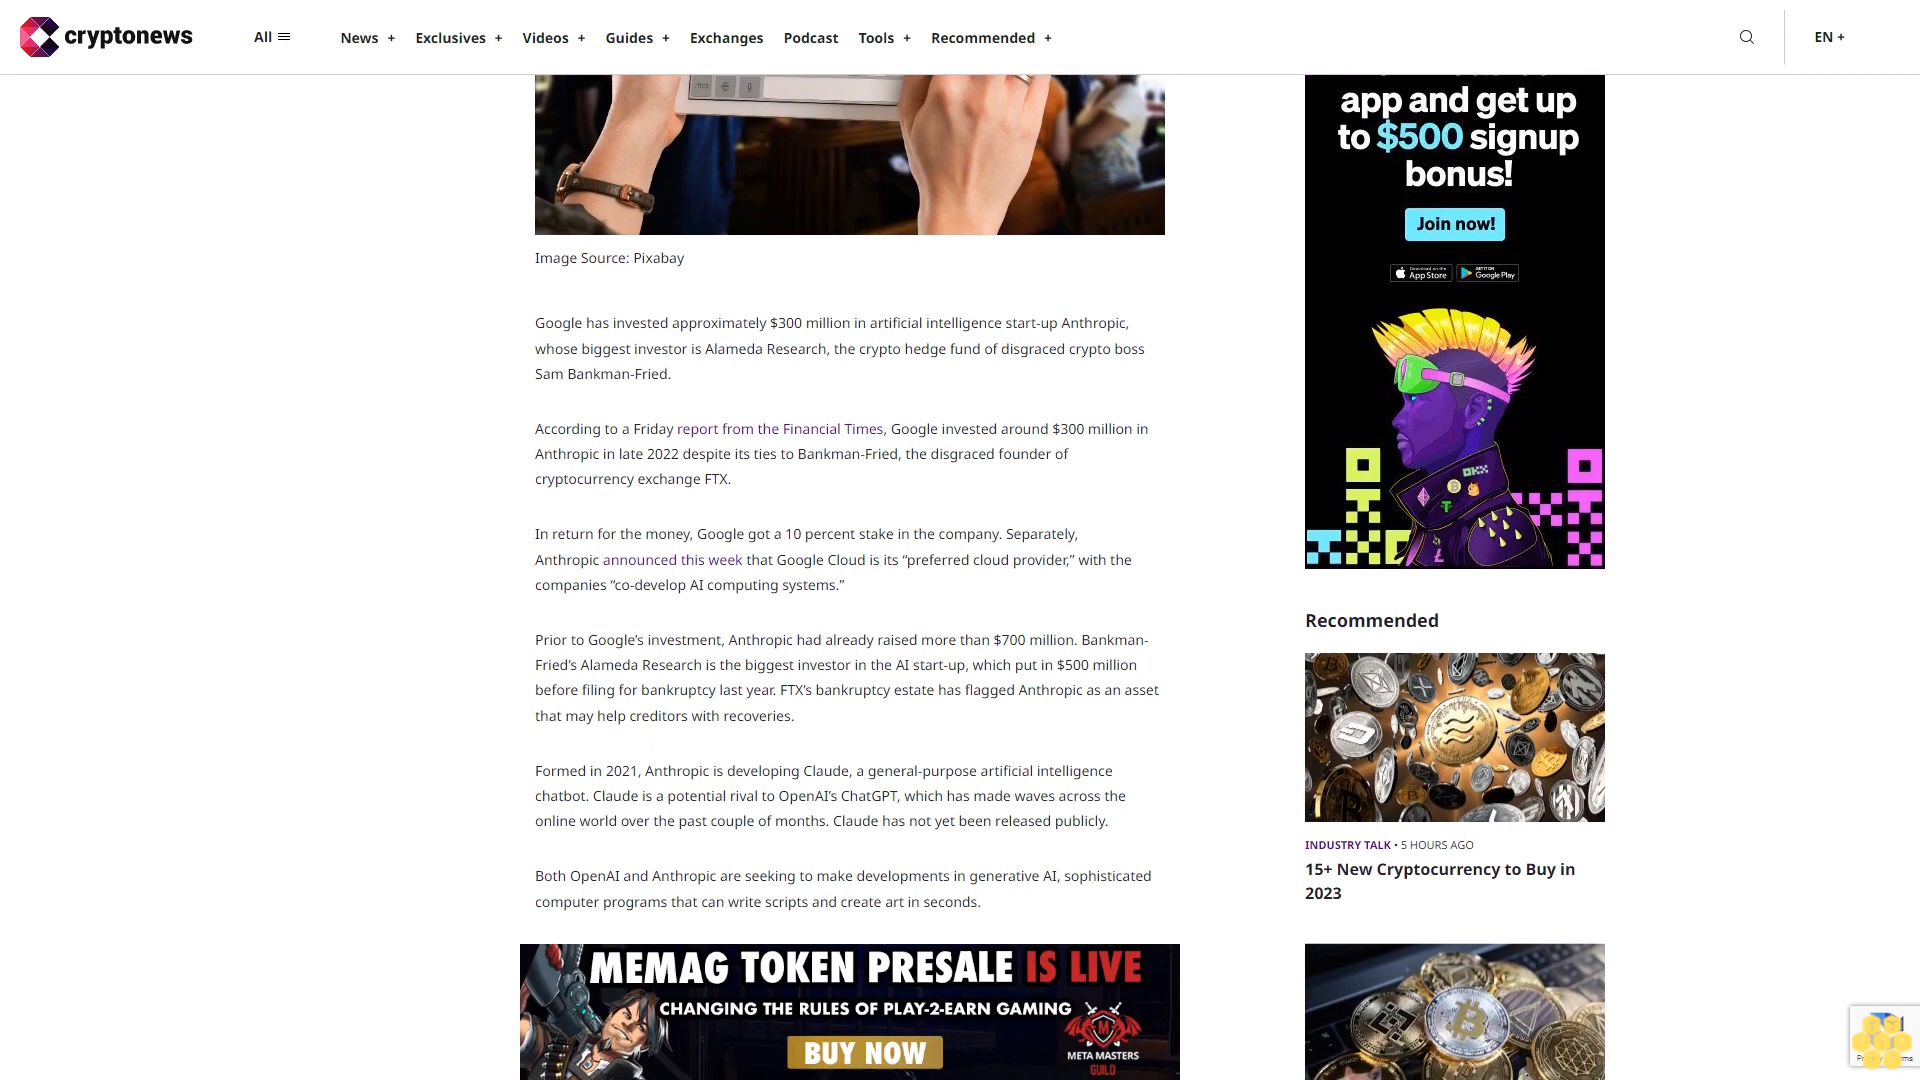 cryptonews
All
News +
Exclusives +
Videos +
Guides +
Exchanges
Podcast
Tools +
Recommended +
EN +
Image Source: Pixabay
Google has invested approximately $300 million in artificial intelligence start-up Anthropic,
whose biggest investor is Alameda Research, the crypto hedge fund of disgraced crypto boss
Sam Bankman-Fried.
According to a Friday report from the Financial Times, Google invested around $300 million in
Anthropic in late 2022 despite its ties to Bankman-Fried, the disgraced founder of
cryptocurrency exchange FTX.
In return for the money, Google got a 10 percent stake in the company. Separately,
Anthropic announced this week that Google Cloud is its “preferred cloud provider,” with the
companies “co-develop AI computing systems.”
Prior to Google’s investment, Anthropic had already raised more than $700 million. Bankman-
Fried’s Alameda Research is the biggest investor in the AI start-up, which put in $500 million
before filing for bankruptcy last year. FTX’s bankruptcy estate has flagged Anthropic as an asset
that may help creditors with recoveries.
Formed in 2021, Anthropic is developing Claude, a general-purpose artificial intelligence
chatbot. Claude is a potential rival to OpenAI’s ChatGPT, which has made waves across the
online world over the past couple of months. Claude has not yet been released publicly.
Both OpenAI and Anthropic are seeking to make developments in generative AI, sophisticated
computer programs that can write scripts and create art in seconds.
MEMAG TOKEN PRESALE IS LIVE
CHANGING THE RULES OF PLAY-2-EARN GAMING
BUY NOW
META MASTERS
GUILD
app and get up
to $500 signup
bonus!
Join now!
Download on the
App Store
GET IT ON
Google Play
OKX
Recommended
INDUSTRY TALK • 5 HOURS AGO
15+ New Cryptocurrency to Buy in
2023